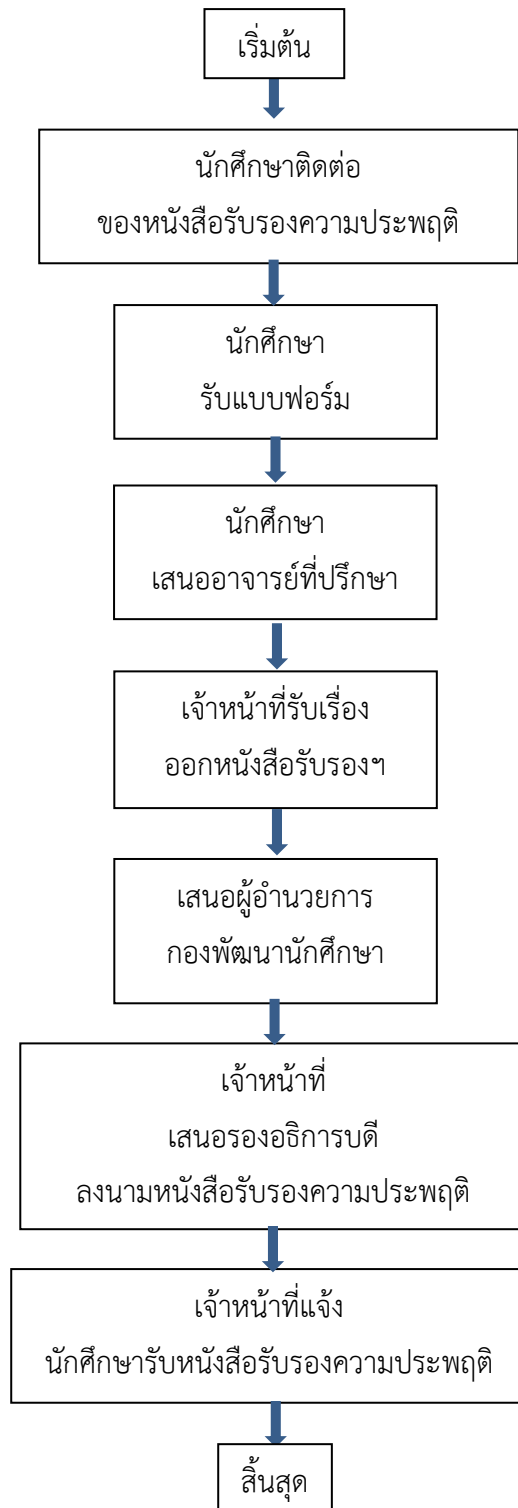 เริ่มต้น
นักศึกษาติดต่อ
ของหนังสือรับรองความประพฤติ
นักศึกษา
รับแบบฟอร์ม
นักศึกษา
เสนออาจารย์ที่ปรึกษา
เจ้าหน้าที่รับเรื่อง
ออกหนังสือรับรองฯ
เสนอผู้อำนวยการ
กองพัฒนานักศึกษา
เจ้าหน้าที่
เสนอรองอธิการบดี
ลงนามหนังสือรับรองความประพฤติ
เจ้าหน้าที่แจ้ง
นักศึกษารับหนังสือรับรองความประพฤติ
สิ้นสุด